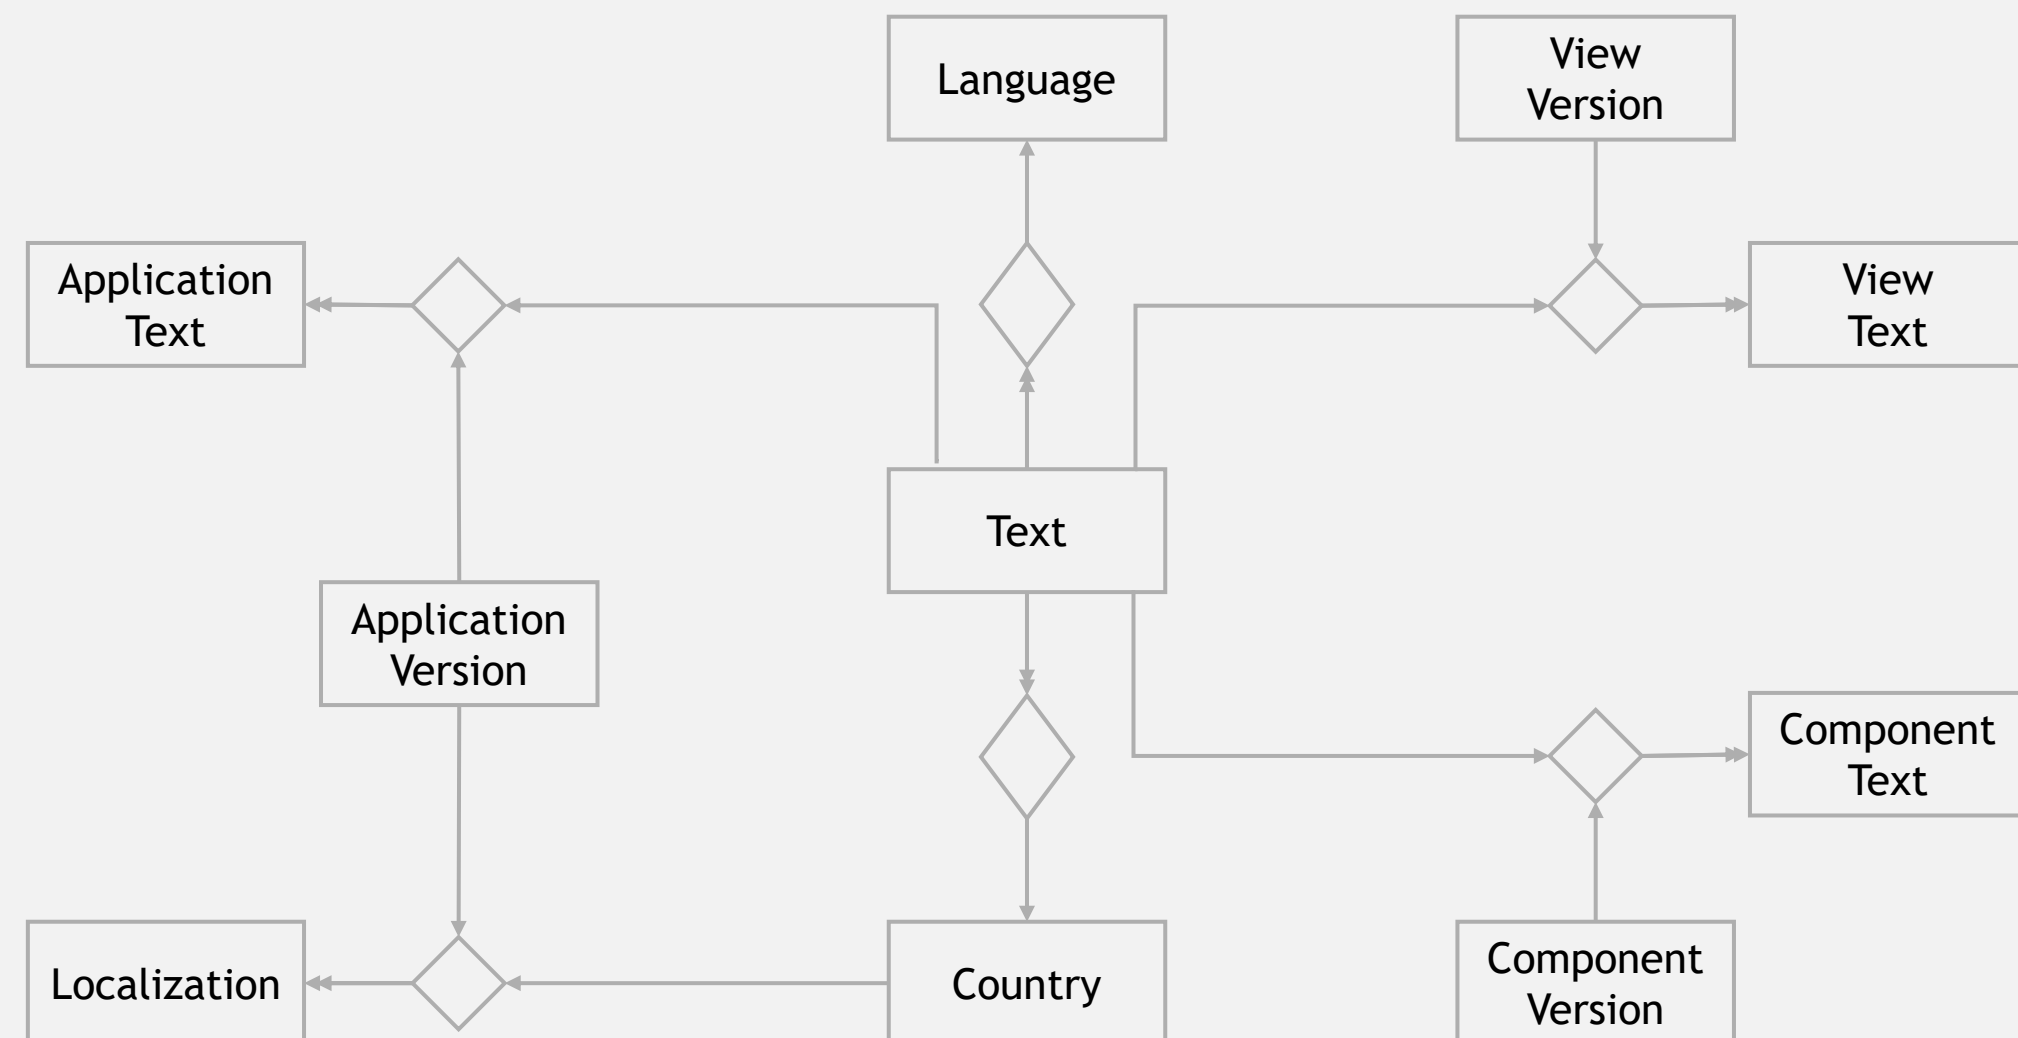 Language
View
Version
Application
Text
View
Text
Text
Application
Version
Component
Text
Localization
Country
Component
Version